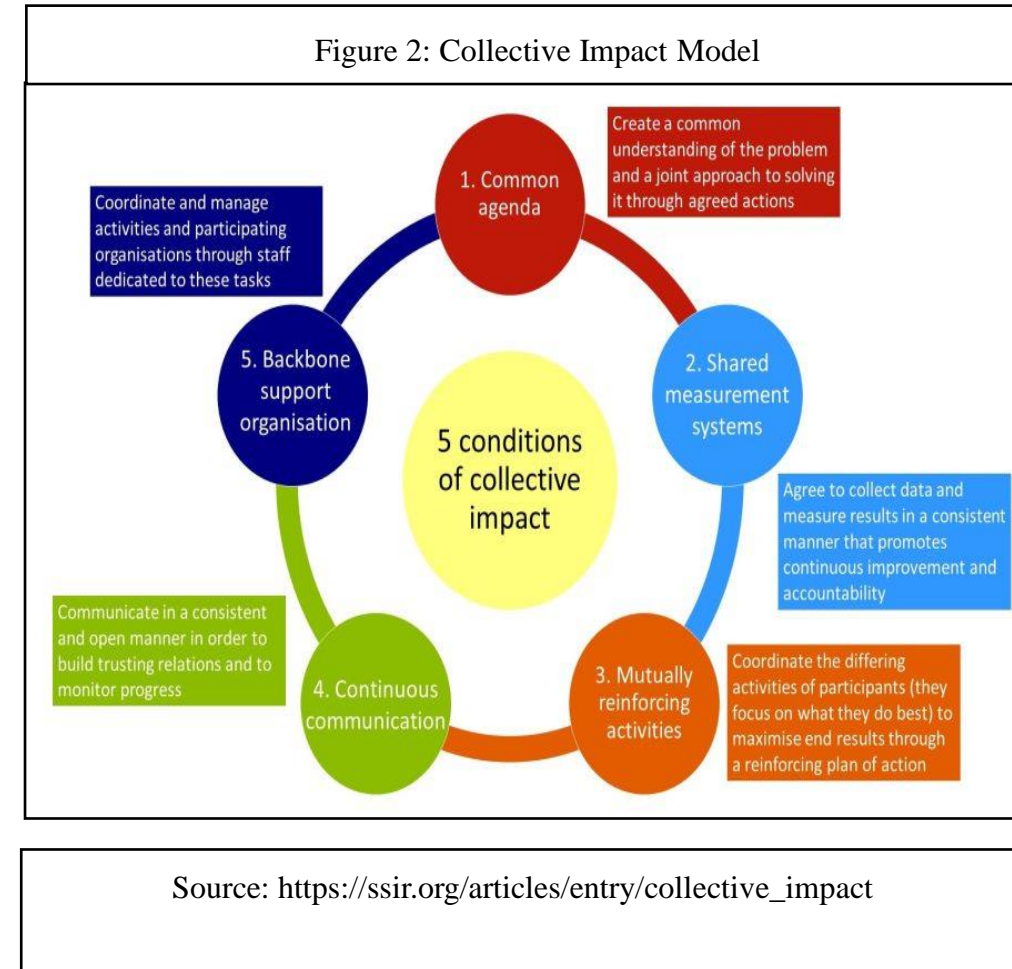 Figure 2: Collective Impact Model
1. Common
agenda
Create a common
understanding of the problem
and a joint approach to solving
it through agreed actions
2. Shared
measurement
systems
Agree to collect data and
measure results in a consistent
manner that promotes
continuous improvement and
accountability
3. Mutually
reinforcing
activities
Coordinate the differing
activities of participants (they
focus on what they do best) to
maximise end results through
a reinforcing plan of action
4. Continuous
communication
Communicate in a consistent
and open manner in order to
build trusting relations and to
monitor progress
5. Backbone
support
organisation
Coordinate and manage
activities and participating
organisations through staff
dedicated to these tasks
5 conditions
of collective
impact
Source: https://ssir.org/articles/entry/collective_impact